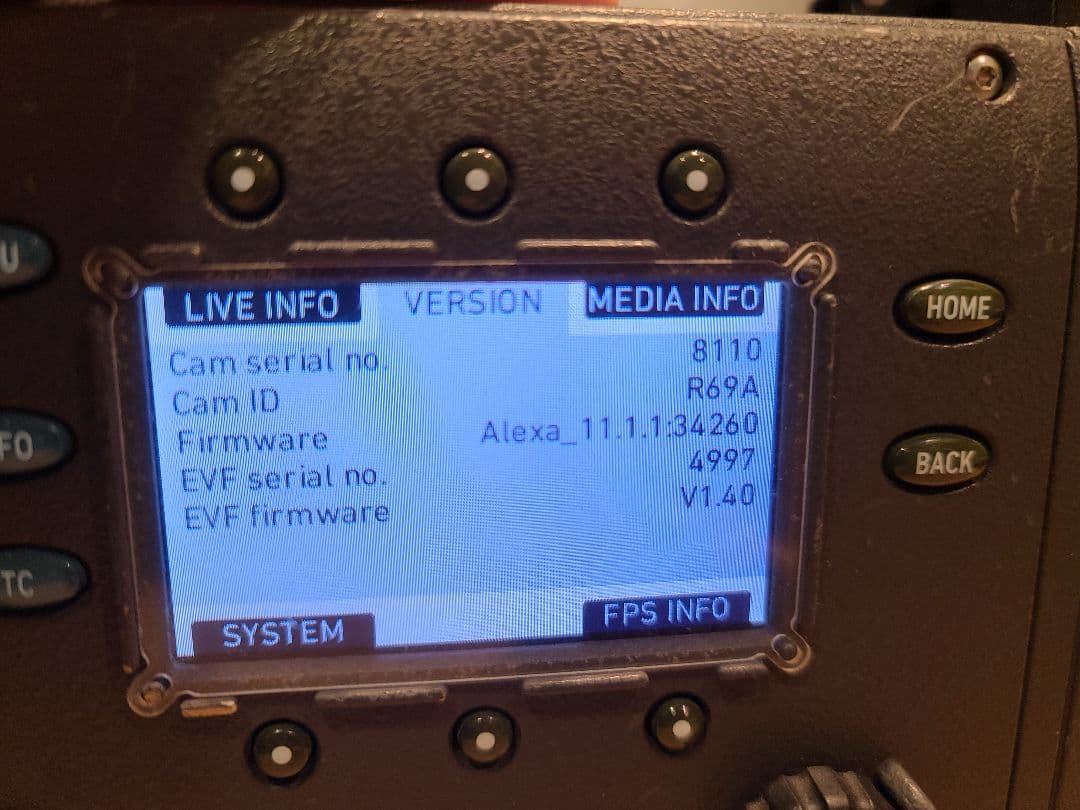 LIVE INFO VERSION MEDIA INFO
Cam serial no. 8110
Cam ID R69A
Firmware Alexa_11.1.1:34260
EVF serial no. 4997
EVF firmware V1.40
SYSTEM FPS INFO
HOME
BACK
U
FO
TC